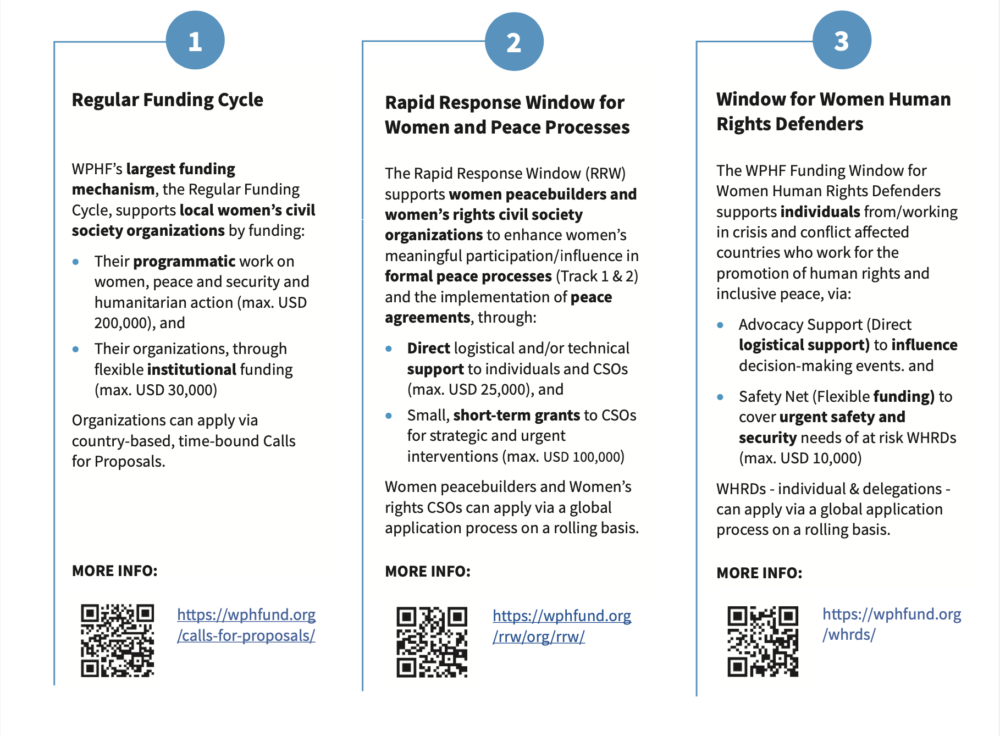 1
Regular Funding Cycle
WPHF’s largest funding
mechanism, the Regular Funding
Cycle, supports local women’s civil
society organizations by funding:
• Their programmatic work on
women, peace and security and
humanitarian action (max. USD
200,000), and
• Their organizations, through
flexible institutional funding
(max. USD 30,000)
Organizations can apply via
country-based, time-bound Calls
for Proposals.
MORE INFO:
https://wphfund.org
/calls-for-proposals/
2
Rapid Response Window for
Women and Peace Processes
The Rapid Response Window (RRW)
supports women peacebuilders and
women’s rights civil society
organizations to enhance women’s
meaningful participation/influence in
formal peace processes (Track 1 & 2)
and the implementation of peace
agreements, through:
• Direct logistical and/or technical
support to individuals and CSOs
(max. USD 25,000), and
• Small, short-term grants to CSOs
for strategic and urgent
interventions (max. USD 100,000)
Women peacebuilders and Women’s
rights CSOs can apply via a global
application process on a rolling basis.
MORE INFO:
https://wphfund.org
/rrw/org/rrw/
3
Window for Women Human
Rights Defenders
The WPHF Funding Window for
Women Human Rights Defenders
supports individuals from/working
in crisis and conflict affected
countries who work for the
promotion of human rights and
inclusive peace, via:
• Advocacy Support (Direct
logistical support) to influence
decision-making events. and
• Safety Net (Flexible funding) to
cover urgent safety and
security needs of at risk WHRDs
(max. USD 10,000)
WHRDs - individual & delegations -
can apply via a global application
process on a rolling basis.
MORE INFO:
https://wphfund.org
/whrds/